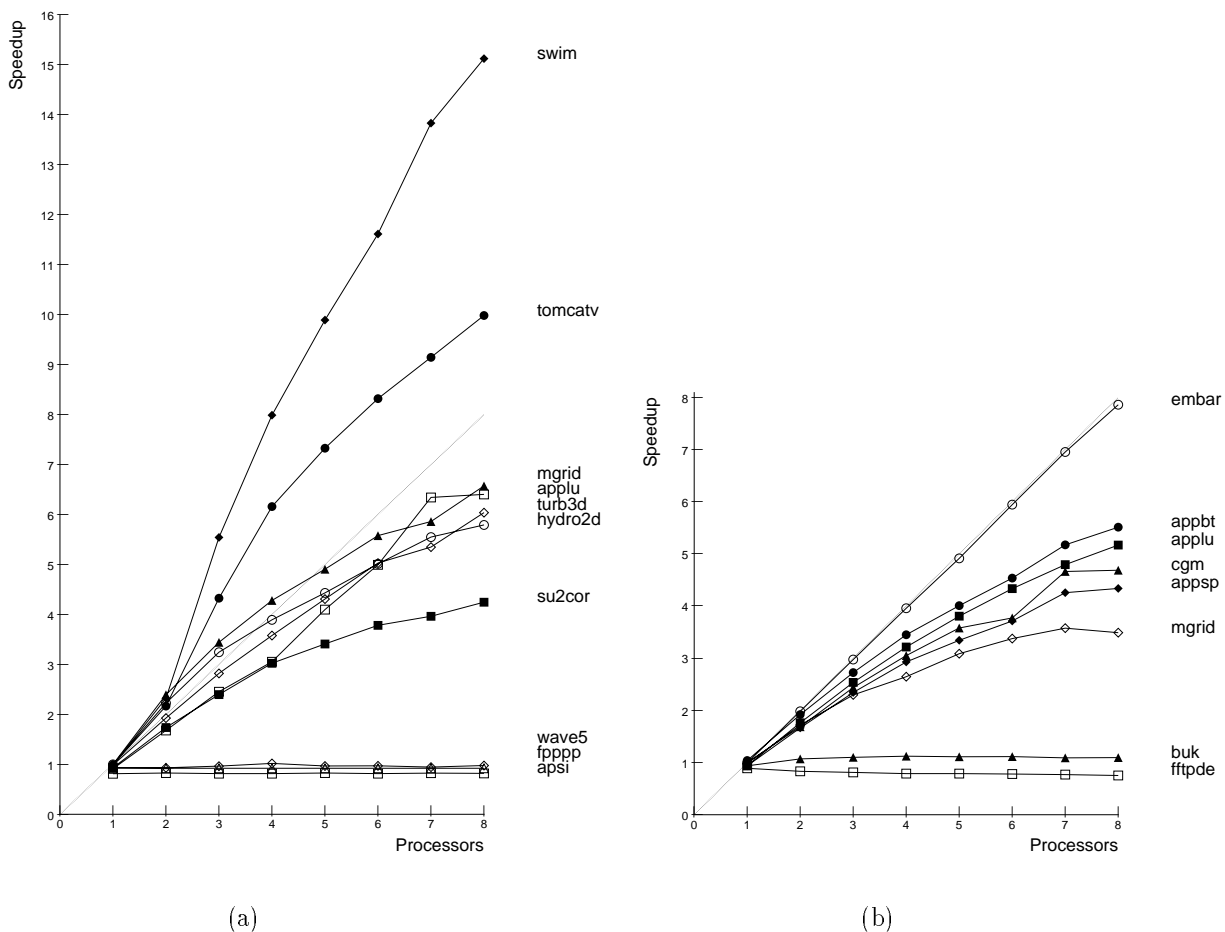 Speedup
16
15
14
13
12
11
10
9
8
7
6
5
4
3
2
1
0
0 1 2 3 4 5 6 7 8
Processors
swim
tomcatv
mgrid
applu
turb3d
hydro2d
su2cor
wave5
fpppp
apsi
(a)
Speedup
8
7
6
5
4
3
2
1
0
0 1 2 3 4 5 6 7 8
Processors
embar
appbt
applu
cgm
appsp
mgrid
buk
fftpde
(b)